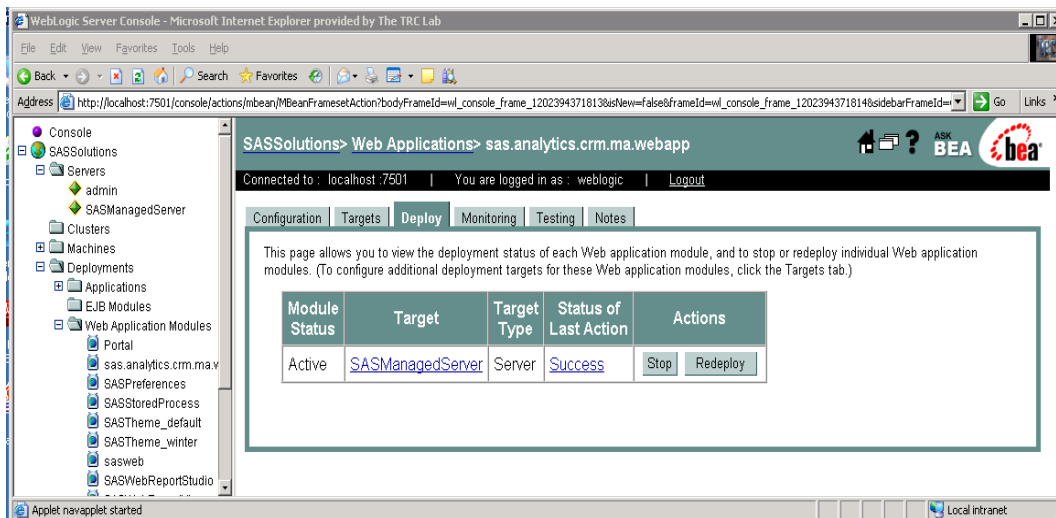 WebLogic Server Console - Microsoft Internet Explorer provided by The TRC Lab
File Edit View Favorites Tools Help
Back Search Favorites
Address http://localhost:7501/console/actions/mbean/MBeanFramesetAction?bodyFrameId=wl_console_frame_1202394371813&isNew=false&frameId=wl_console_frame_1202394371814&sidebarFrameId= Go Links
Console
SASSolutions
Servers
admin
SASManagedServer
Clusters
Machines
Deployments
Applications
EJB Modules
Web Application Modules
Portal
sas.analytics.crm.ma.v
SASPreferences
SASStoredProcess
SASTheme_default
SASTheme_winter
sasweb
SASWebReportStudio
SASSolutions> Web Applications> sas.analytics.crm.ma.webapp
? ASK BEA bea
Connected to : localhost :7501 | You are logged in as : weblogic | Logout
Configuration Targets Deploy Monitoring Testing Notes
This page allows you to view the deployment status of each Web application module, and to stop or redeploy individual Web application
modules. (To configure additional deployment targets for these Web application modules, click the Targets tab.)
Module Status Target Target Type Status of Last Action Actions
Active SASManagedServer Server Success Stop Redeploy
Applet navapplet started
Local intranet